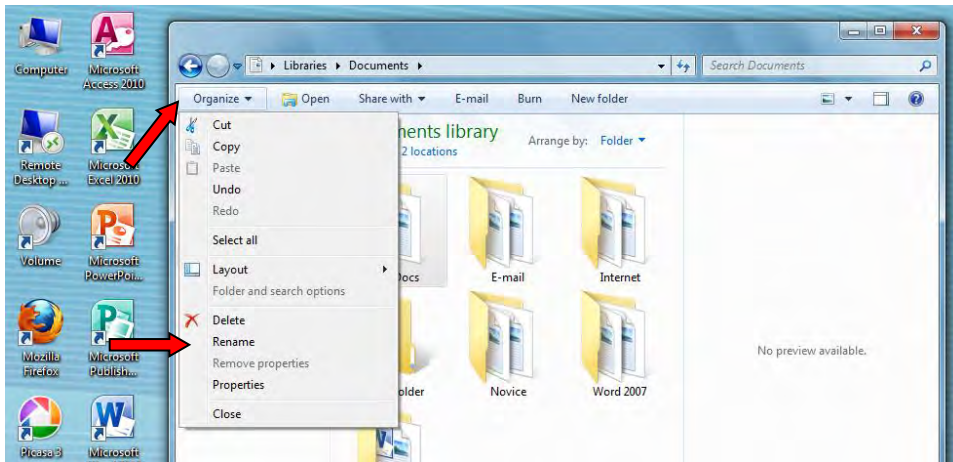 Computer
Microsoft
Access 2010
Remote
Desktop ...
Microsoft
Excel 2010
Volume
Microsoft
PowerPoi...
Mozilla
Firefox
Microsoft
Publish...
Picasa 3
Microsoft
Libraries Documents
Search Documents
Organize Open Share with E-mail Burn New folder
Cut
Copy
Paste
Undo
Redo
Select all
Layout
Folder and search options
Delete
Rename
Remove properties
Properties
Close
ments library
2 locations
Arrange by: Folder
Docs E-mail Internet
older Novice Word 2007
No preview available.